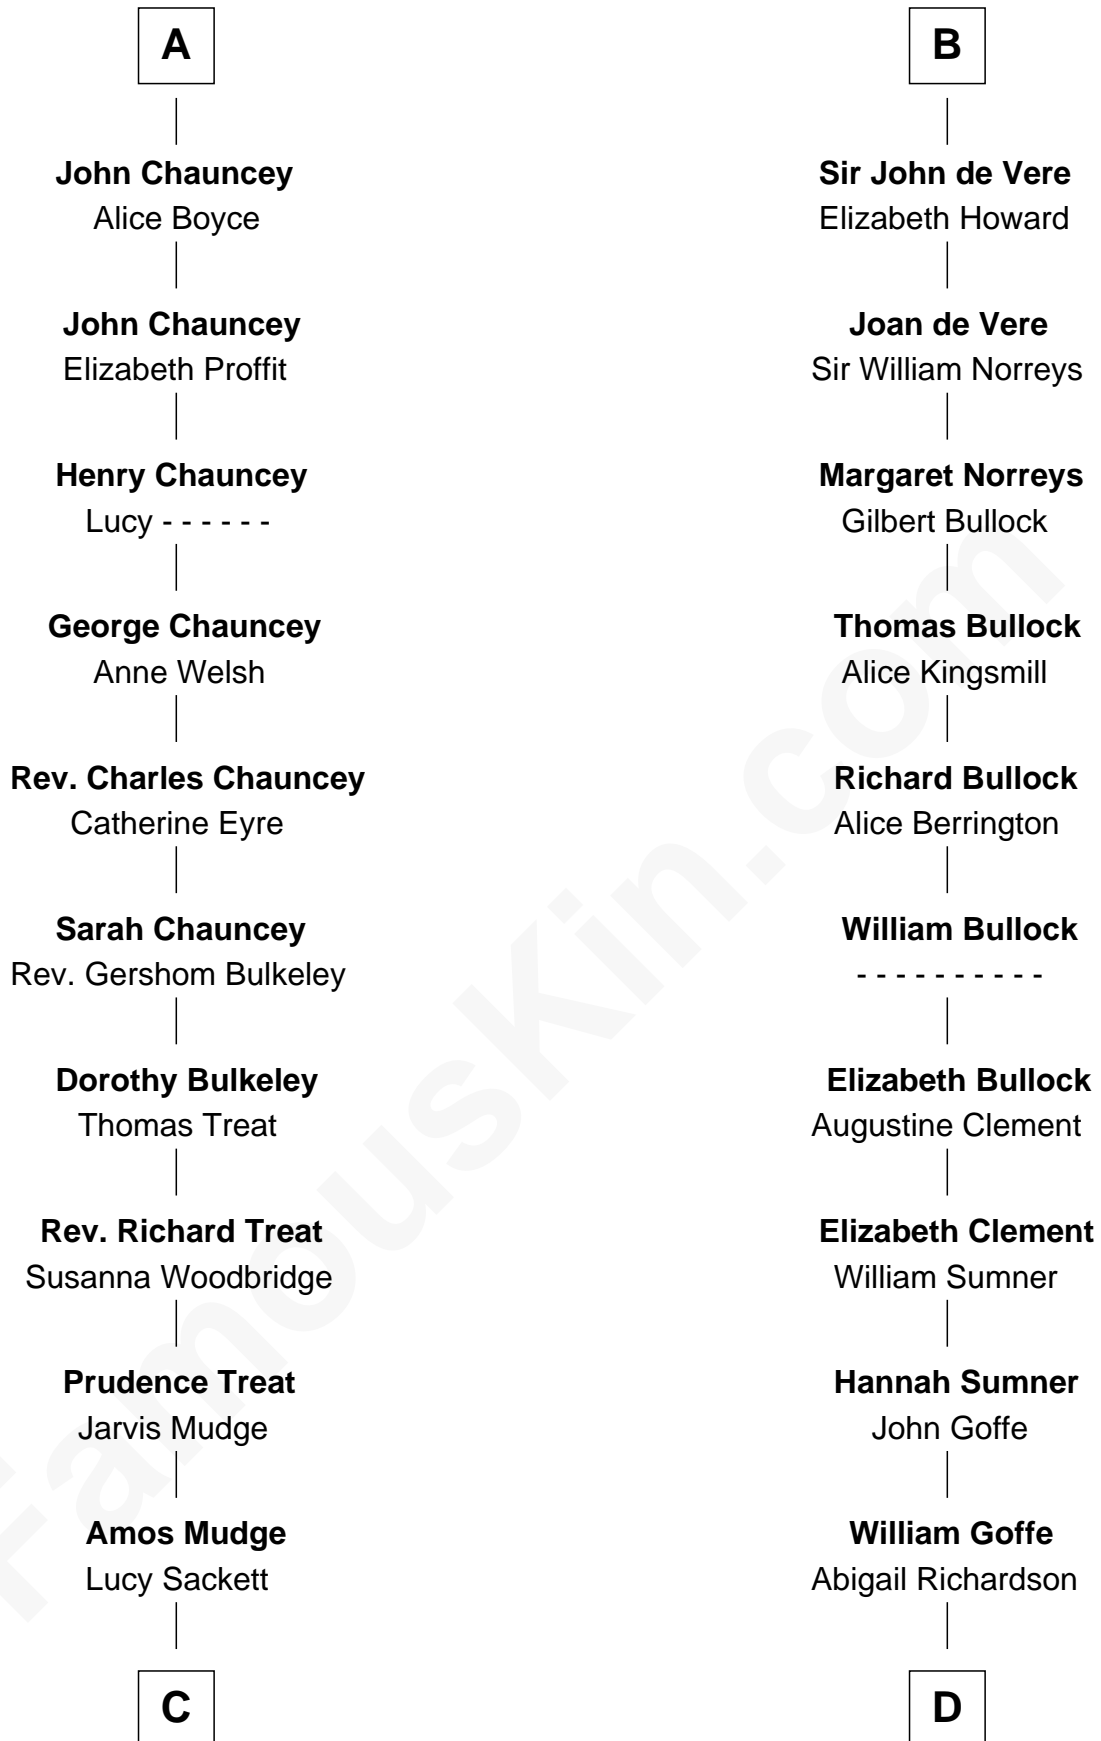 A
John Chauncey
Alice Boyce
John Chauncey
Elizabeth Proffit
Henry Chauncey
Lucy - - - - - -
George Chauncey
Anne Welsh
Rev. Charles Chauncey
Catherine Eyre
Sarah Chauncey
Rev. Gershom Bulkeley
Dorothy Bulkeley
Thomas Treat
Rev. Richard Treat
Susanna Woodbridge
Prudence Treat
Jarvis Mudge
Amos Mudge
Lucy Sackett
C
B
Sir John de Vere
Elizabeth Howard
Joan de Vere
Sir William Norreys
Margaret Norreys
Gilbert Bullock
Thomas Bullock
Alice Kingsmill
Richard Bullock
Alice Berrington
William Bullock
- - - - - - - - - -
Elizabeth Bullock
Augustine Clement
Elizabeth Clement
William Sumner
Hannah Sumner
John Goffe
William Goffe
Abigail Richardson
D
FamousKin.com